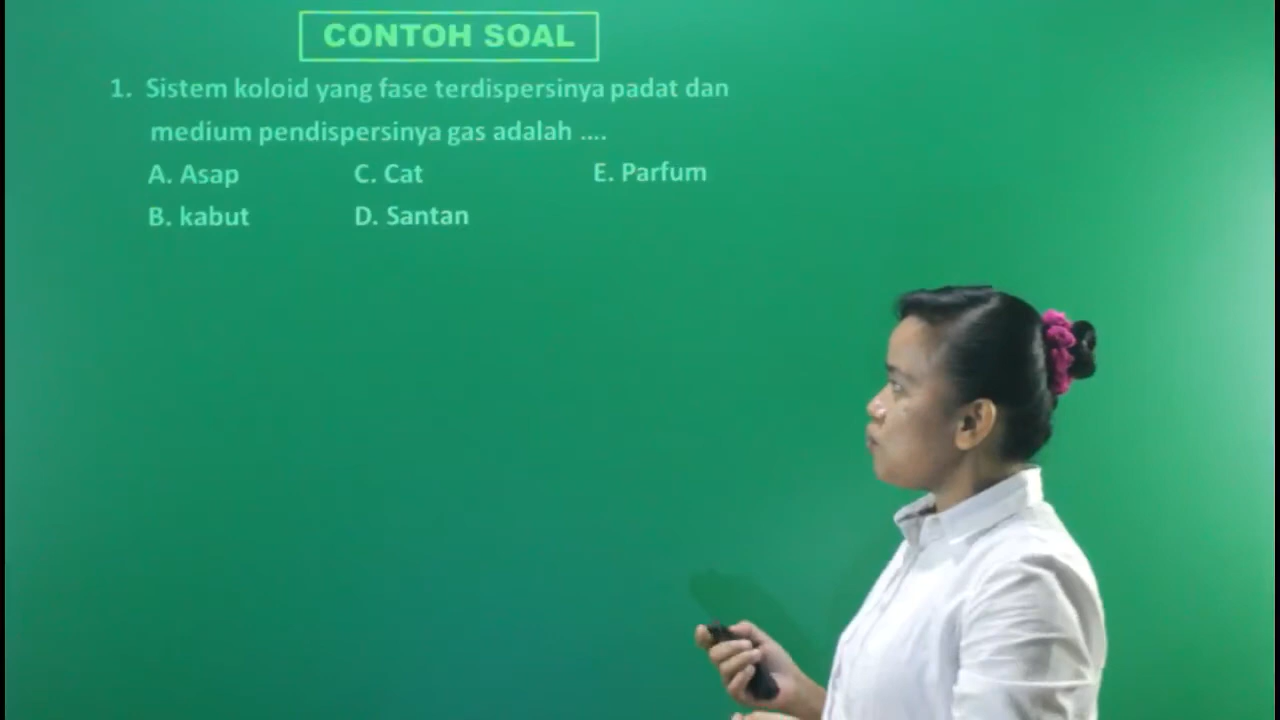 CONTOH SOAL
1. Sistem koloid yang fase terdispersinya padat dan
medium pendispersinya gas adalah ....
A. Asap C. Cat E. Parfum
B. kabut D. Santan